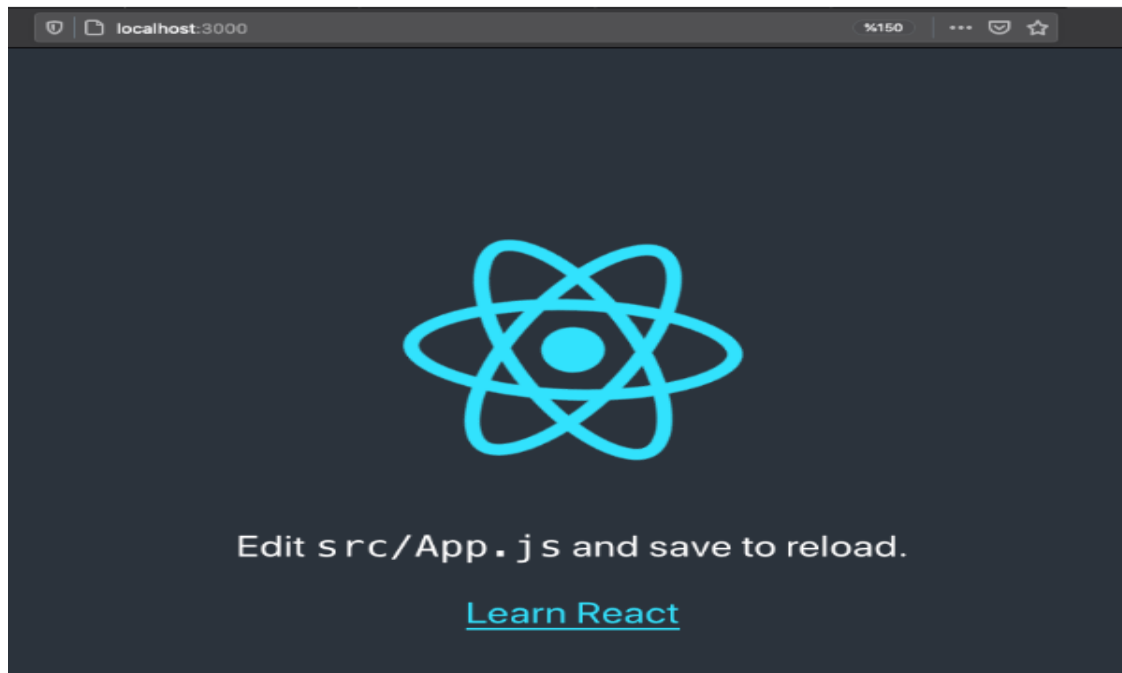 localhost:3000 %150
Edit src/App.js and save to reload.
Learn React